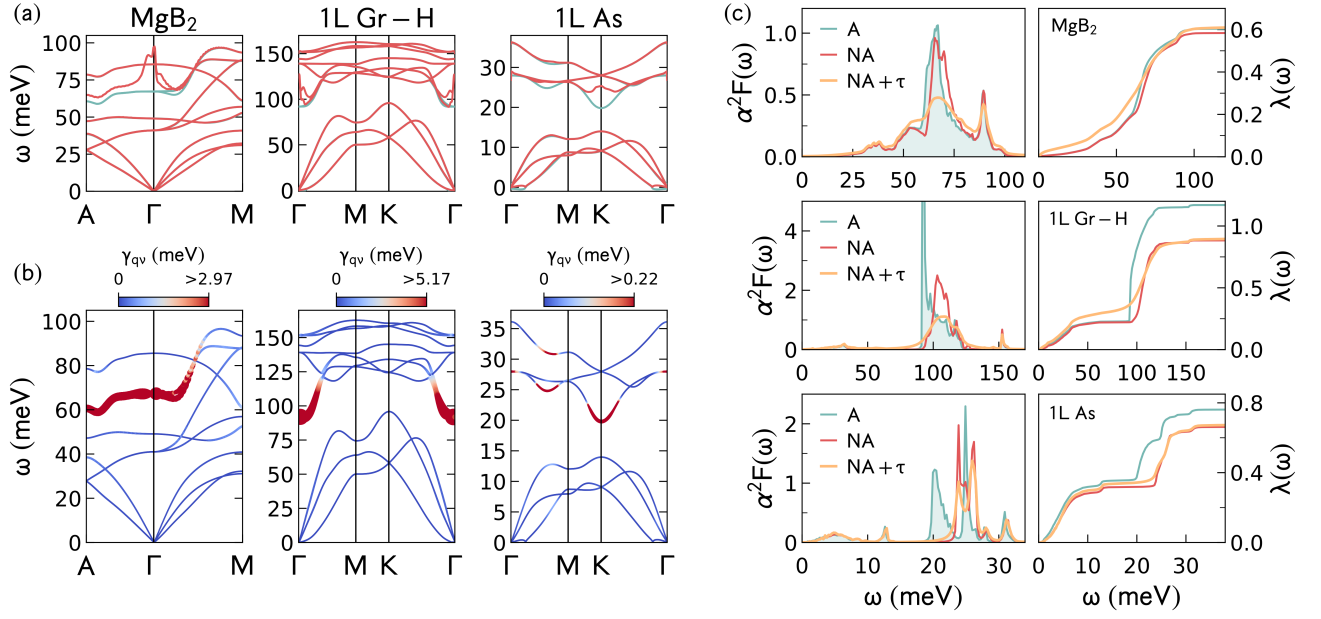 (a)
MgB₂
1L Gr – H
1L As
ω (meV)
100
75
50
25
0
A
Γ
M
150
100
50
0
Γ
M
K
Γ
30
20
10
0
Γ
M
K
Γ
(b)
γqν (meV)
0
>2.97
γqν (meV)
0
>5.17
γqν (meV)
0
>0.22
ω (meV)
100
80
60
40
20
0
A
Γ
M
150
125
100
75
50
25
0
Γ
M
K
Γ
35
30
25
20
15
10
5
0
Γ
M
K
Γ
(c)
α²F(ω)
1.0
0.5
0.0
A
NA
NA + τ
0
25
50
75
100
MgB₂
0.6
0.4
0.2
0.0
λ(ω)
0
50
100
α²F(ω)
4
2
0
A
NA
NA + τ
0
50
100
150
1L Gr – H
1.0
0.5
0.0
λ(ω)
0
50
100
150
α²F(ω)
2
1
0
A
NA
NA + τ
0
10
20
30
ω (meV)
1L As
0.8
0.4
0.0
λ(ω)
0
10
20
30
ω (meV)